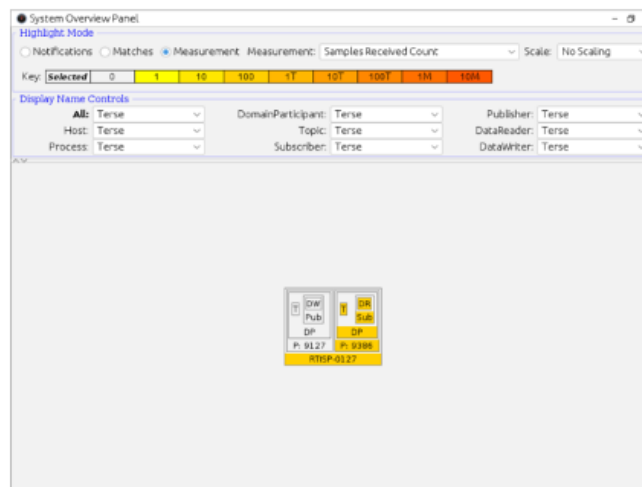 System Overview Panel
Highlight Mode
Notifications Matches Measurement Measurement: Samples Received Count Scale: No Scaling
Key: Selected 0 1 10 100 1T 10T 100T 1M 10M
Display Name Controls
All: Terse DomainParticipant: Terse Publisher: Terse
Host: Terse Topic: Terse DataReader: Terse
Process: Terse Subscriber: Terse DataWriter: Terse
T DW T DR
Pub Sub
DP DP
P: 9127 P: 9386
RTISP-0127